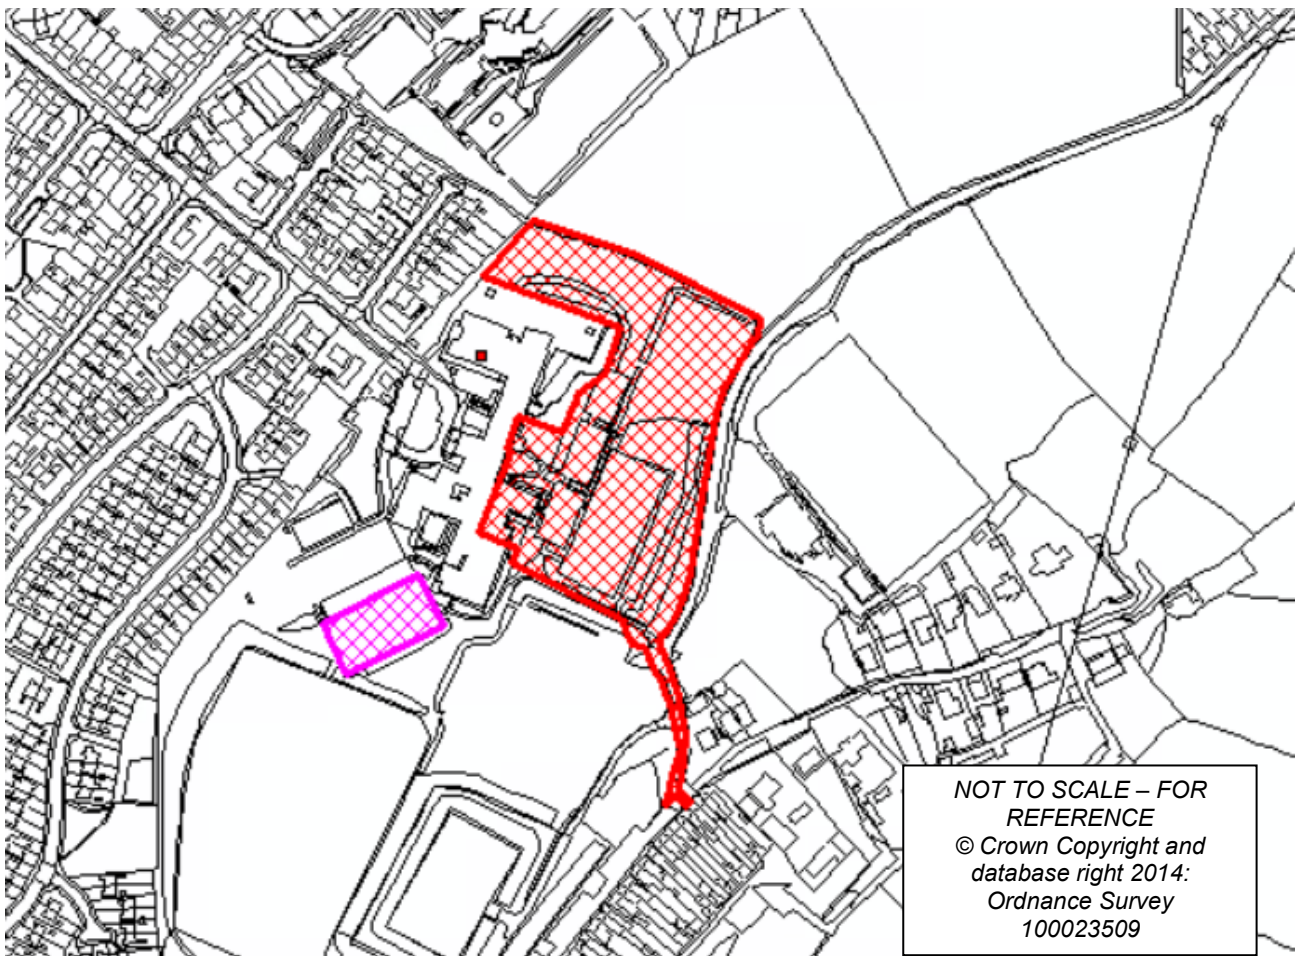 NOT TO SCALE – FOR
REFERENCE
© Crown Copyright and
database right 2014:
Ordnance Survey
100023509